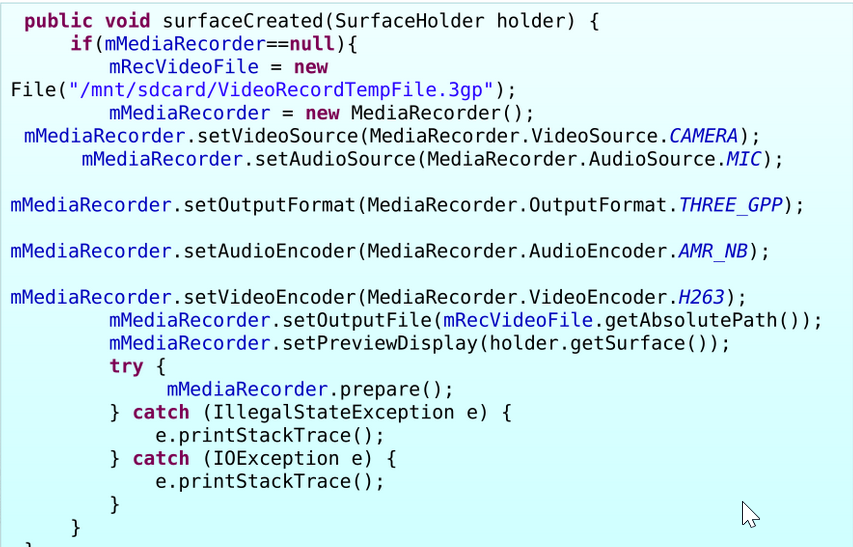 public void surfaceCreated(SurfaceHolder holder) {
if(mMediaRecorder==null){
mRecVideoFile = new
File("/mnt/sdcard/VideoRecordTempFile.3gp");
mMediaRecorder = new MediaRecorder();
mMediaRecorder.setVideoSource(MediaRecorder.VideoSource.CAMERA);
mMediaRecorder.setAudioSource(MediaRecorder.AudioSource.MIC);
mMediaRecorder.setOutputFormat(MediaRecorder.OutputFormat.THREE_GPP);
mMediaRecorder.setAudioEncoder(MediaRecorder.AudioEncoder.AMR_NB);
mMediaRecorder.setVideoEncoder(MediaRecorder.VideoEncoder.H263);
mMediaRecorder.setOutputFile(mRecVideoFile.getAbsolutePath());
mMediaRecorder.setPreviewDisplay(holder.getSurface());
try {
mMediaRecorder.prepare();
} catch (IllegalStateException e) {
e.printStackTrace();
} catch (IOException e) {
e.printStackTrace();
}
}
}